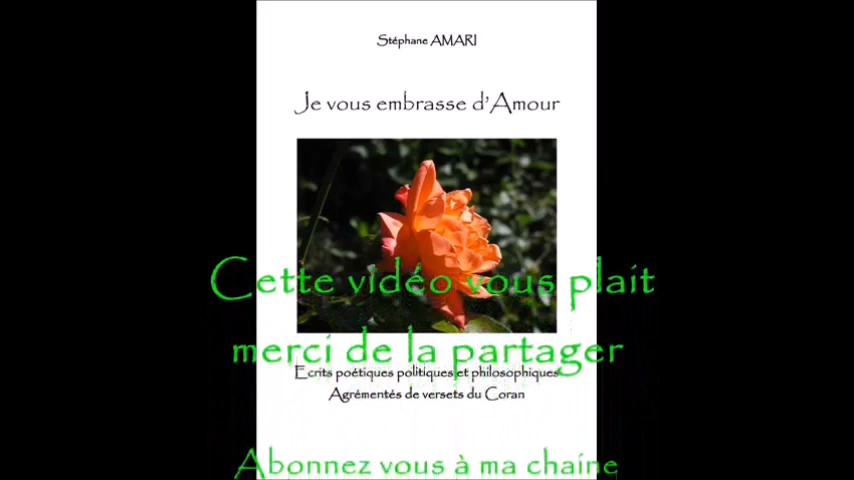 Stéphane AMARI
Je vous embrasse d'Amour
Cette vidéo vous plait
merci de la partager
Ecrits poétiques politiques et philosophiques
Agrémentés de versets du Coran
Abonnez vous à ma chaine